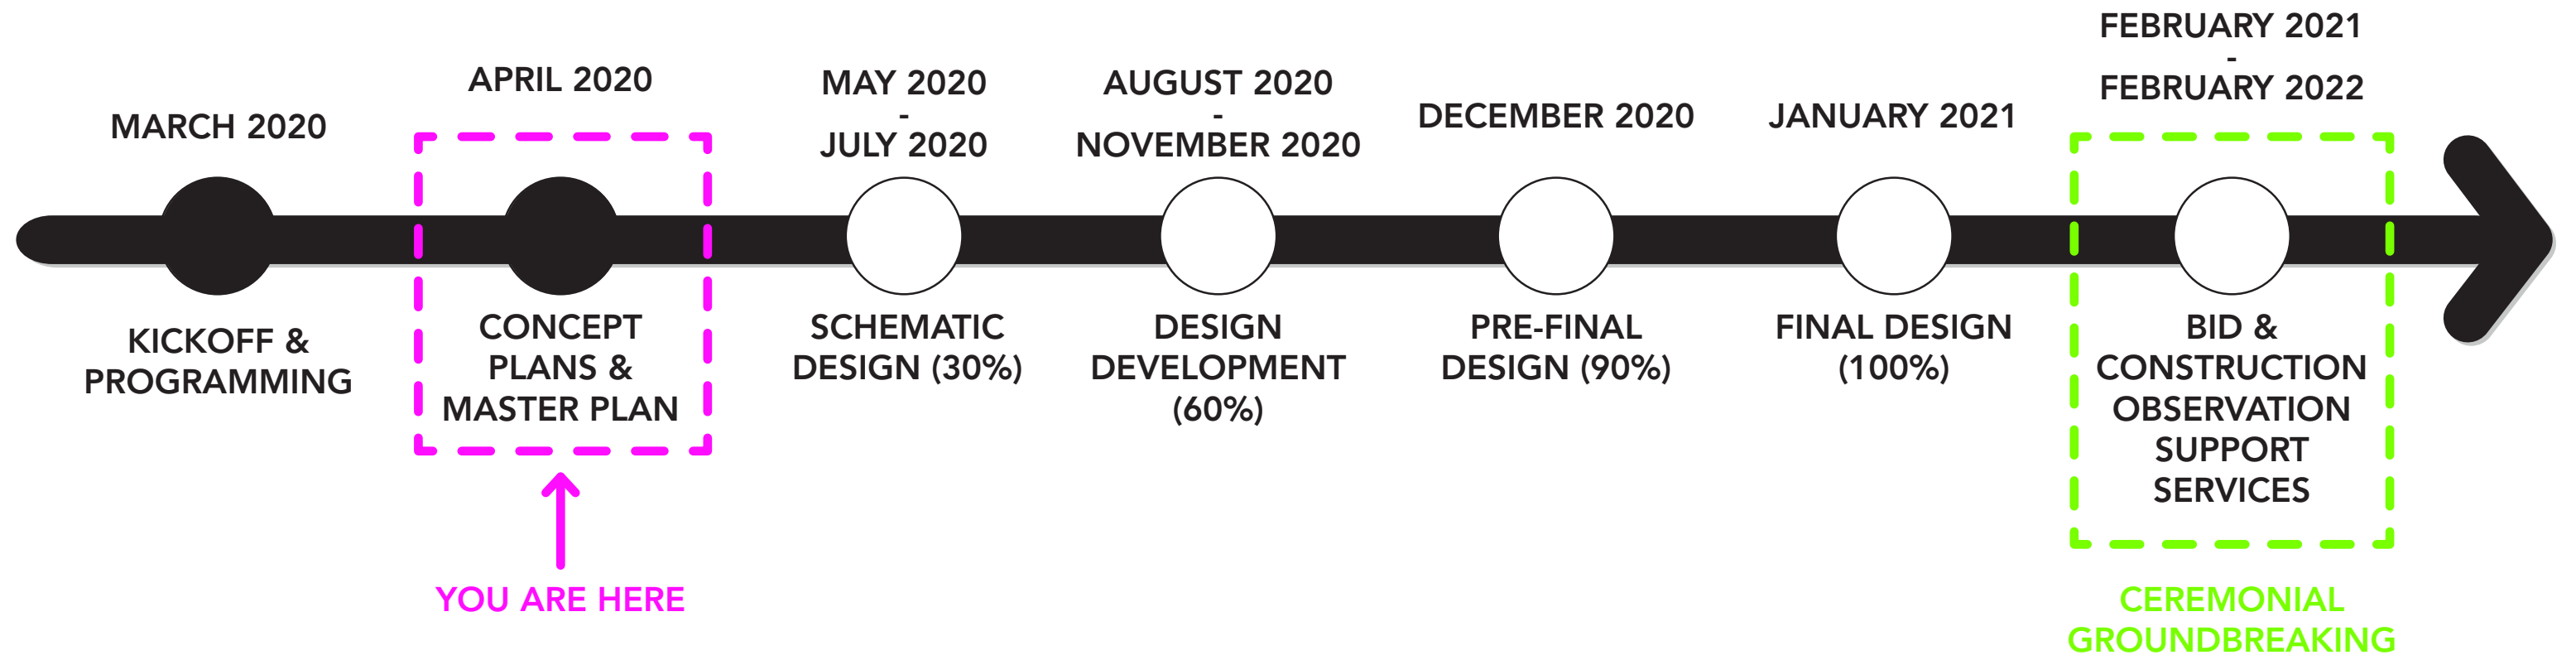 MARCH 2020
KICKOFF &
PROGRAMMING
APRIL 2020
CONCEPT
PLANS &
MASTER PLAN
YOU ARE HERE
MAY 2020
-
JULY 2020
SCHEMATIC
DESIGN (30%)
AUGUST 2020
-
NOVEMBER 2020
DESIGN
DEVELOPMENT
(60%)
DECEMBER 2020
PRE-FINAL
DESIGN (90%)
JANUARY 2021
FINAL DESIGN
(100%)
FEBRUARY 2021
-
FEBRUARY 2022
BID &
CONSTRUCTION
OBSERVATION
SUPPORT
SERVICES
CEREMONIAL
GROUNDBREAKING